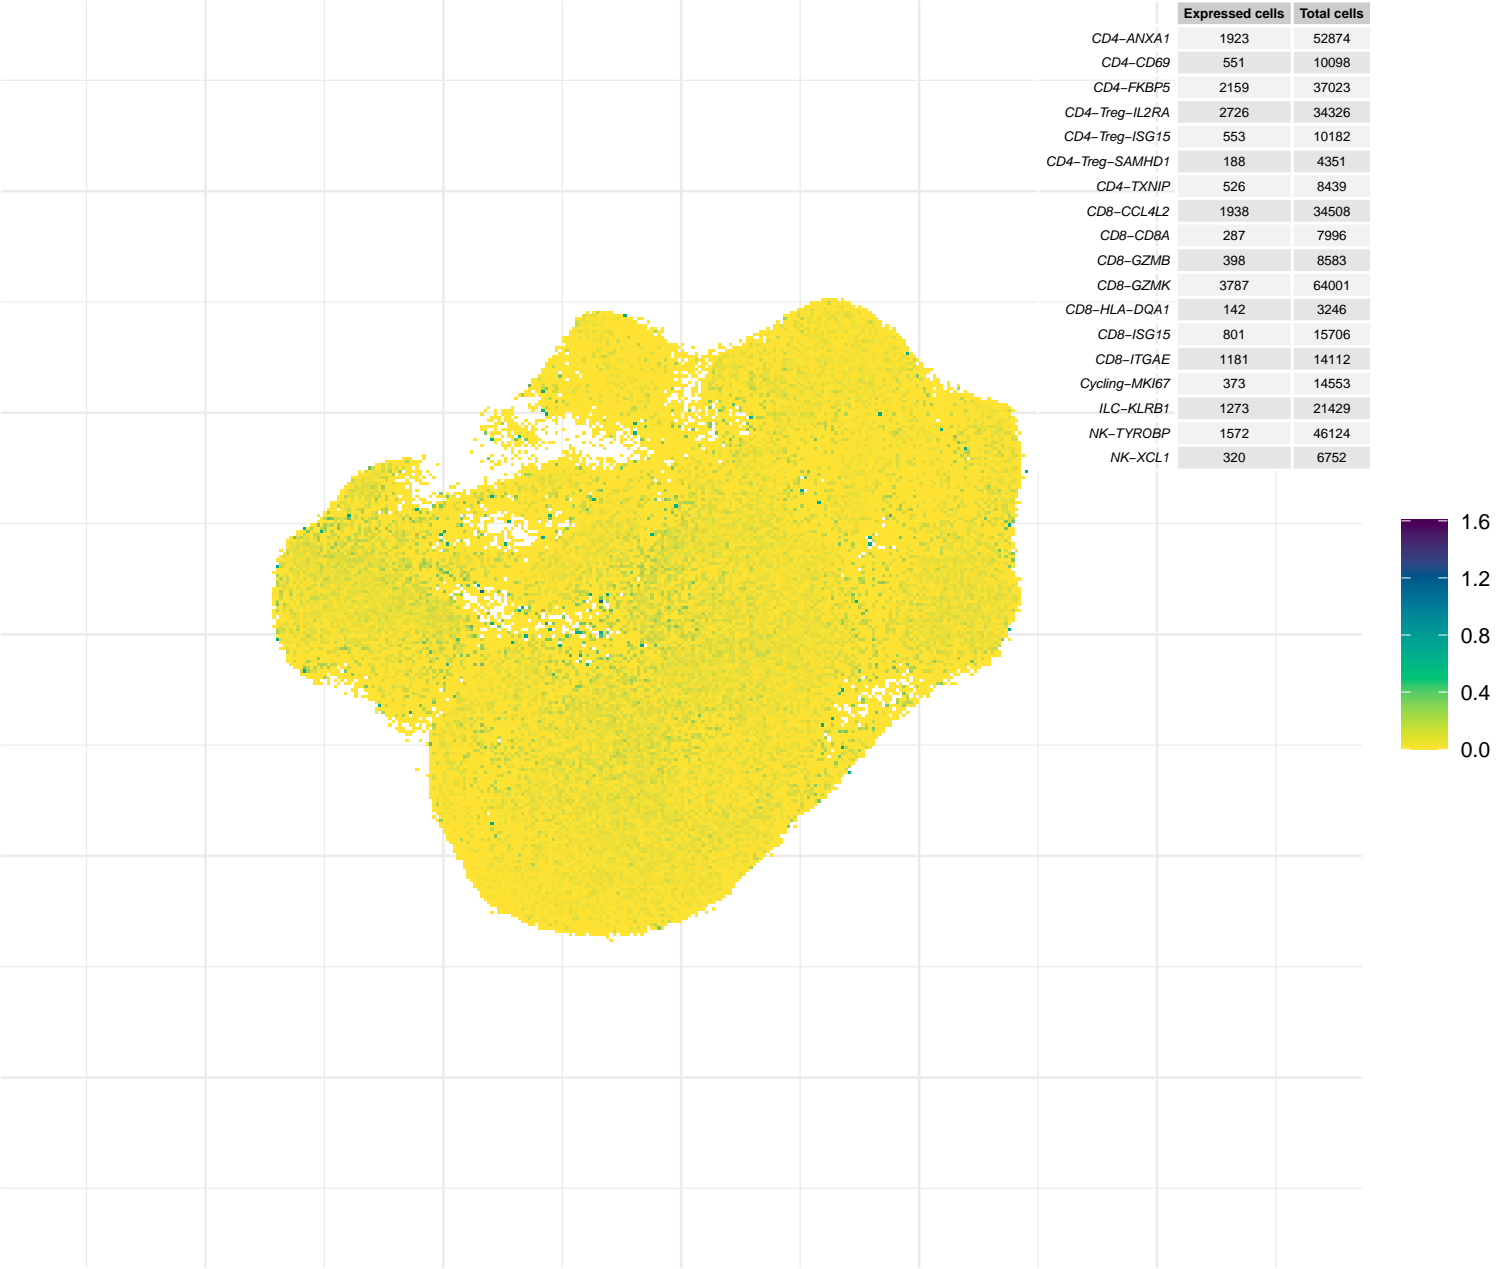 Expressed cells Total cells
CD4−ANXA1 1923 52874
CD4−CD69 551 10098
CD4−FKBP5 2159 37023
CD4−Treg−IL2RA 2726 34326
CD4−Treg−ISG15 553 10182
CD4−Treg−SAMHD1 188 4351
CD4−TXNIP 526 8439
CD8−CCL4L2 1938 34508
CD8−CD8A 287 7996
CD8−GZMB 398 8583
CD8−GZMK 3787 64001
CD8−HLA−DQA1 142 3246
CD8−ISG15 801 15706
CD8−ITGAE 1181 14112
Cycling−MKI67 373 14553
ILC−KLRB1 1273 21429
NK−TYROBP 1572 46124
NK−XCL1 320 6752
1.6
1.2
0.8
0.4
0.0